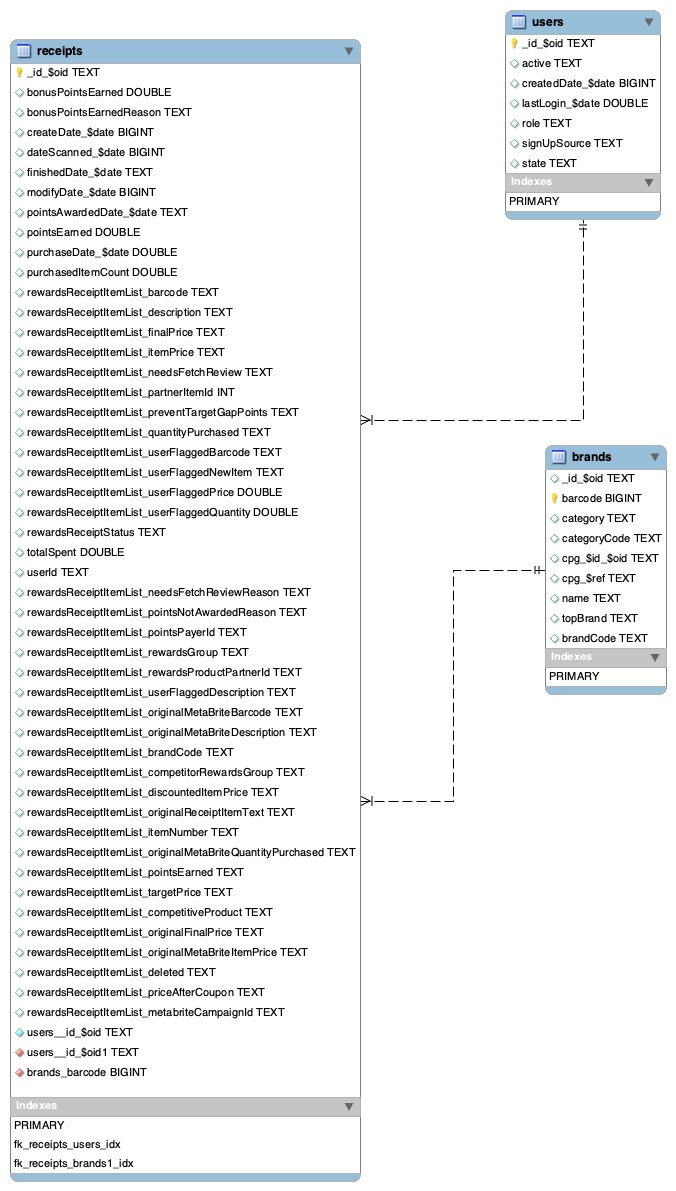 receipts
_id_$oid TEXT
bonusPointsEarned DOUBLE
bonusPointsEarnedReason TEXT
createDate_$date BIGINT
dateScanned_$date BIGINT
finishedDate_$date TEXT
modifyDate_$date BIGINT
pointsAwardedDate_$date TEXT
pointsEarned DOUBLE
purchaseDate_$date DOUBLE
purchasedItemCount DOUBLE
rewardsReceiptItemList_barcode TEXT
rewardsReceiptItemList_description TEXT
rewardsReceiptItemList_finalPrice TEXT
rewardsReceiptItemList_itemPrice TEXT
rewardsReceiptItemList_needsFetchReview TEXT
rewardsReceiptItemList_partnerItemId INT
rewardsReceiptItemList_preventTargetGapPoints TEXT
rewardsReceiptItemList_quantityPurchased TEXT
rewardsReceiptItemList_userFlaggedBarcode TEXT
rewardsReceiptItemList_userFlaggedNewItem TEXT
rewardsReceiptItemList_userFlaggedPrice DOUBLE
rewardsReceiptItemList_userFlaggedQuantity DOUBLE
rewardsReceiptStatus TEXT
totalSpent DOUBLE
userId TEXT
rewardsReceiptItemList_needsFetchReviewReason TEXT
rewardsReceiptItemList_pointsNotAwardedReason TEXT
rewardsReceiptItemList_pointsPayerId TEXT
rewardsReceiptItemList_rewardsGroup TEXT
rewardsReceiptItemList_rewardsProductPartnerId TEXT
rewardsReceiptItemList_userFlaggedDescription TEXT
rewardsReceiptItemList_originalMetaBriteBarcode TEXT
rewardsReceiptItemList_originalMetaBriteDescription TEXT
rewardsReceiptItemList_brandCode TEXT
rewardsReceiptItemList_competitorRewardsGroup TEXT
rewardsReceiptItemList_discountedItemPrice TEXT
rewardsReceiptItemList_originalReceiptItemText TEXT
rewardsReceiptItemList_itemNumber TEXT
rewardsReceiptItemList_originalMetaBriteQuantityPurchased TEXT
rewardsReceiptItemList_pointsEarned TEXT
rewardsReceiptItemList_targetPrice TEXT
rewardsReceiptItemList_competitiveProduct TEXT
rewardsReceiptItemList_originalFinalPrice TEXT
rewardsReceiptItemList_originalMetaBriteItemPrice TEXT
rewardsReceiptItemList_deleted TEXT
rewardsReceiptItemList_priceAfterCoupon TEXT
rewardsReceiptItemList_metabriteCampaignId TEXT
users__id_$oid TEXT
users__id_$oid1 TEXT
brands_barcode BIGINT
Indexes
PRIMARY
fk_receipts_users_idx
fk_receipts_brands1_idx
users
_id_$oid TEXT
active TEXT
createdDate_$date BIGINT
lastLogin_$date DOUBLE
role TEXT
signUpSource TEXT
state TEXT
Indexes
PRIMARY
brands
_id_$oid TEXT
barcode BIGINT
category TEXT
categoryCode TEXT
cpg_$id_$oid TEXT
cpg_$ref TEXT
name TEXT
topBrand TEXT
brandCode TEXT
Indexes
PRIMARY